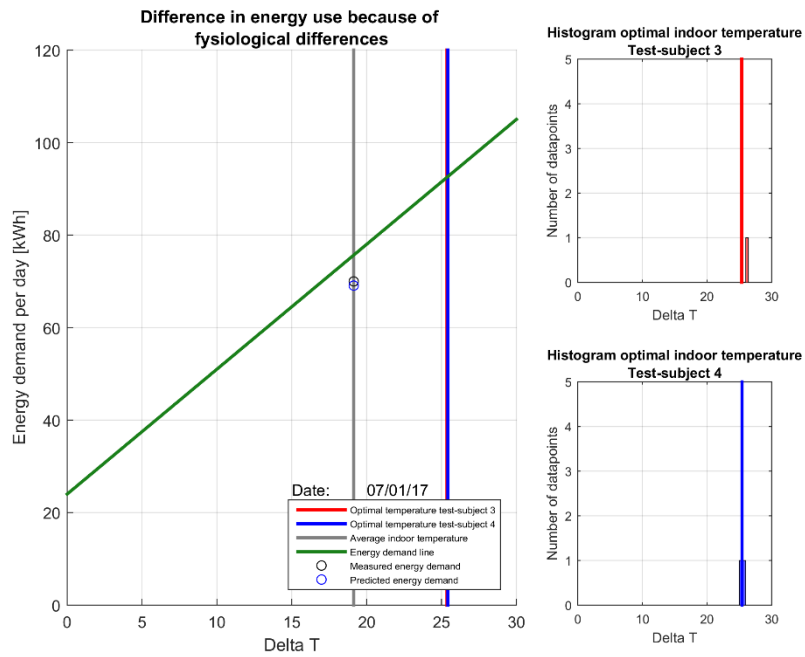 Difference in energy use because of
fysiological differences
120
100
80
60
40
20
0
Energy demand per day [kWh]
0 5 10 15 20 25 30
Delta T
Date: 07/01/17
Optimal temperature test-subject 3
Optimal temperature test-subject 4
Average indoor temperature
Energy demand line
Measured energy demand
Predicted energy demand
Histogram optimal indoor temperature
Test-subject 3
5
4
3
2
1
0
Number of datapoints
0 10 20 30
Delta T
Histogram optimal indoor temperature
Test-subject 4
5
4
3
2
1
0
Number of datapoints
0 10 20 30
Delta T